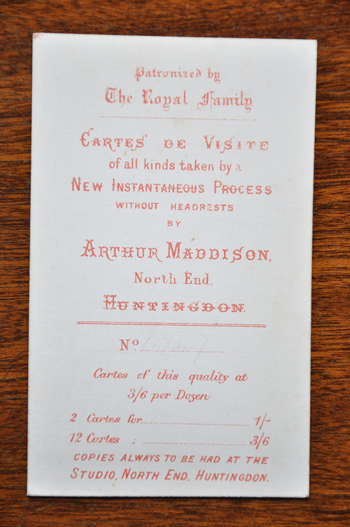 Patronized by
The Royal Family
CARTES DE VISITE
of all kinds taken by a
NEW INSTANTANEOUS PROCESS
WITHOUT HEADRESTS
BY
ARTHUR MADDISON,
North End,
HUNTINGDON.
No
Cartes of this quality at
3/6 per Dozen
2 Cartes for 1/-
12 Cartes : 3/6
COPIES ALWAYS TO BE HAD AT THE
STUDIO, NORTH END, HUNTINGDON.